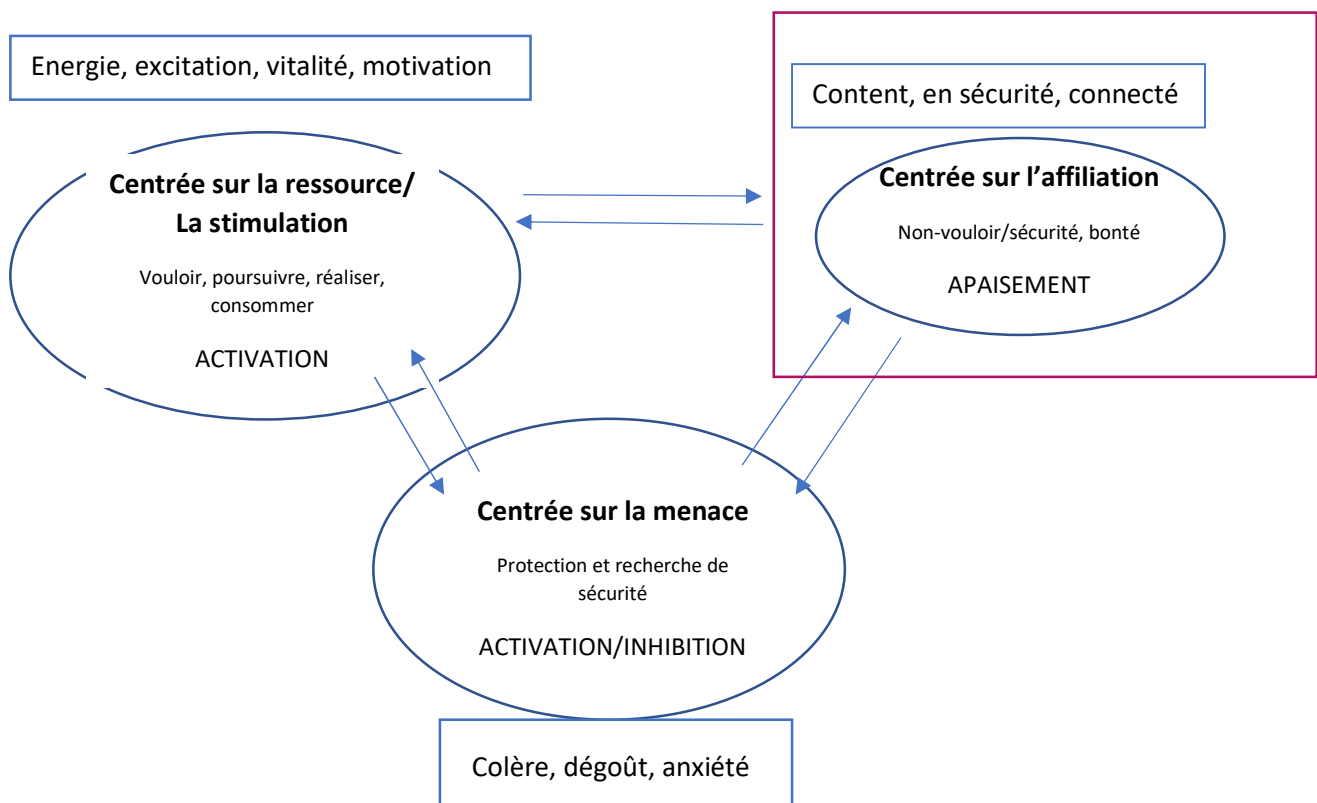 Energie, excitation, vitalité, motivation
Content, en sécurité, connecté
Centrée sur la ressource/
La stimulation
Vouloir, poursuivre, réaliser,
consommer
ACTIVATION
Centrée sur l’affiliation
Non-vouloir/sécurité, bonté
APAISEMENT
Centrée sur la menace
Protection et recherche de
sécurité
ACTIVATION/INHIBITION
Colère, dégoût, anxiété